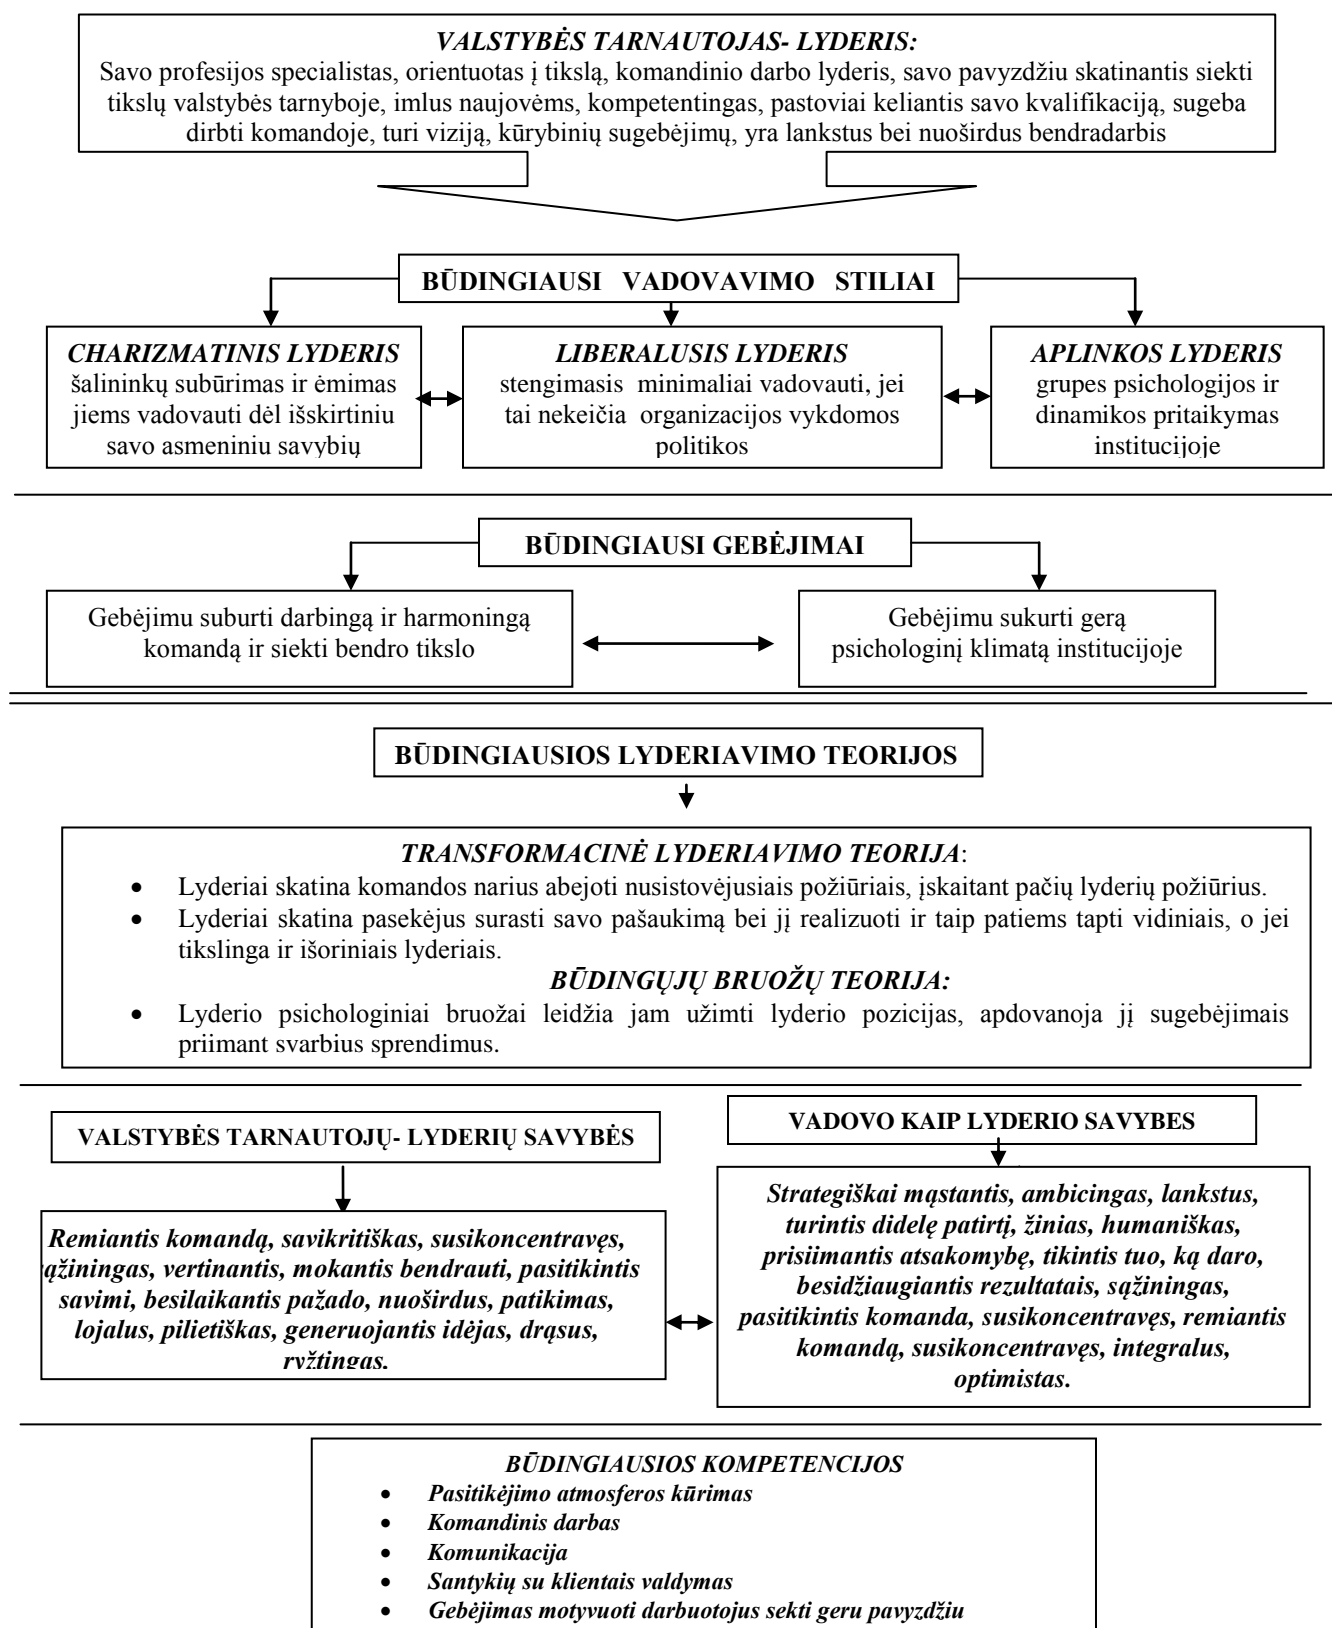 VALSTYBĖS TARNAUTOJAS- LYDERIS:
Savo profesijos specialistas, orientuotas į tikslą, komandinio darbo lyderis, savo pavyzdžiu skatinantis siekti
tikslų valstybės tarnyboje, imlus naujovėms, kompetentingas, pastoviai keliantis savo kvalifikaciją, sugeba
dirbti komandoje, turi viziją, kūrybinių sugebėjimų, yra lankstus bei nuoširdus bendradarbis
BŪDINGIAUSI VADOVAVIMO STILIAI
CHARIZMATINIS LYDERIS
šalininkų subūrimas ir ėmimas
jiems vadovauti dėl išskirtiniu
savo asmeniniu savybių
LIBERALUSIS LYDERIS
stengimasis minimaliai vadovauti, jei
tai nekeičia organizacijos vykdomos
politikos
APLINKOS LYDERIS
grupes psichologijos ir
dinamikos pritaikymas
institucijoje
BŪDINGIAUSI GEBĖJIMAI
Gebėjimu suburti darbingą ir harmoningą
komandą ir siekti bendro tikslo
Gebėjimu sukurti gerą
psichologinį klimatą institucijoje
BŪDINGIAUSIOS LYDERIAVIMO TEORIJOS
TRANSFORMACINĖ LYDERIAVIMO TEORIJA:
• Lyderiai skatina komandos narius abejoti nusistovėjusiais požiūriais, įskaitant pačių lyderių požiūrius.
• Lyderiai skatina pasekėjus surasti savo pašaukimą bei jį realizuoti ir taip patiems tapti vidiniais, o jei
tikslinga ir išoriniais lyderiais.
BŪDINGŲJŲ BRUOŽŲ TEORIJA:
• Lyderio psichologiniai bruožai leidžia jam užimti lyderio pozicijas, apdovanoja jį sugebėjimais
priimant svarbius sprendimus.
VALSTYBĖS TARNAUTOJŲ- LYDERIŲ SAVYBĖS
Remiantis komandą, savikritiškas, susikoncentravęs,
ąžiningas, vertinantis, mokantis bendrauti, pasitikintis
savimi, besilaikantis pažado, nuoširdus, patikimas,
lojalus, pilietiškas, generuojantis idėjas, drąsus,
ryžtingas.
VADOVO KAIP LYDERIO SAVYBES
Strategiškai mąstantis, ambicingas, lankstus,
turintis didelę patirtį, žinias, humaniškas,
prisiimantis atsakomybę, tikintis tuo, ką daro,
besidžiaugiantis rezultatais, sąžiningas,
pasitikintis komanda, susikoncentravęs, remiantis
komandą, susikoncentravęs, integralus,
optimistas.
BŪDINGIAUSIOS KOMPETENCIJOS
• Pasitikėjimo atmosferos kūrimas
• Komandinis darbas
• Komunikacija
• Santykių su klientais valdymas
• Gebėjimas motyvuoti darbuotojus sekti geru pavyzdžiu